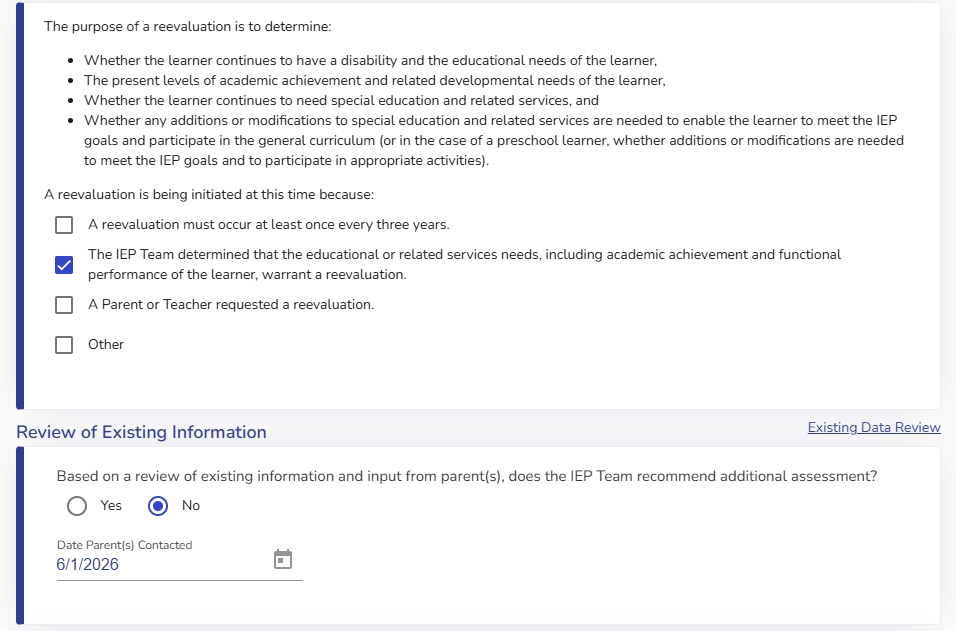 The purpose of a reevaluation is to determine:
• Whether the learner continues to have a disability and the educational needs of the learner,
• The present levels of academic achievement and related developmental needs of the learner,
• Whether the learner continues to need special education and related services, and
• Whether any additions or modifications to special education and related services are needed to enable the learner to meet the IEP
goals and participate in the general curriculum (or in the case of a preschool learner, whether additions or modifications are needed
to meet the IEP goals and to participate in appropriate activities).
A reevaluation is being initiated at this time because:
A reevaluation must occur at least once every three years.
The IEP Team determined that the educational or related services needs, including academic achievement and functional
performance of the learner, warrant a reevaluation.
A Parent or Teacher requested a reevaluation.
Other
Review of Existing Information
Existing Data Review
Based on a review of existing information and input from parent(s), does the IEP Team recommend additional assessment?
Yes No
Date Parent(s) Contacted
6/1/2026